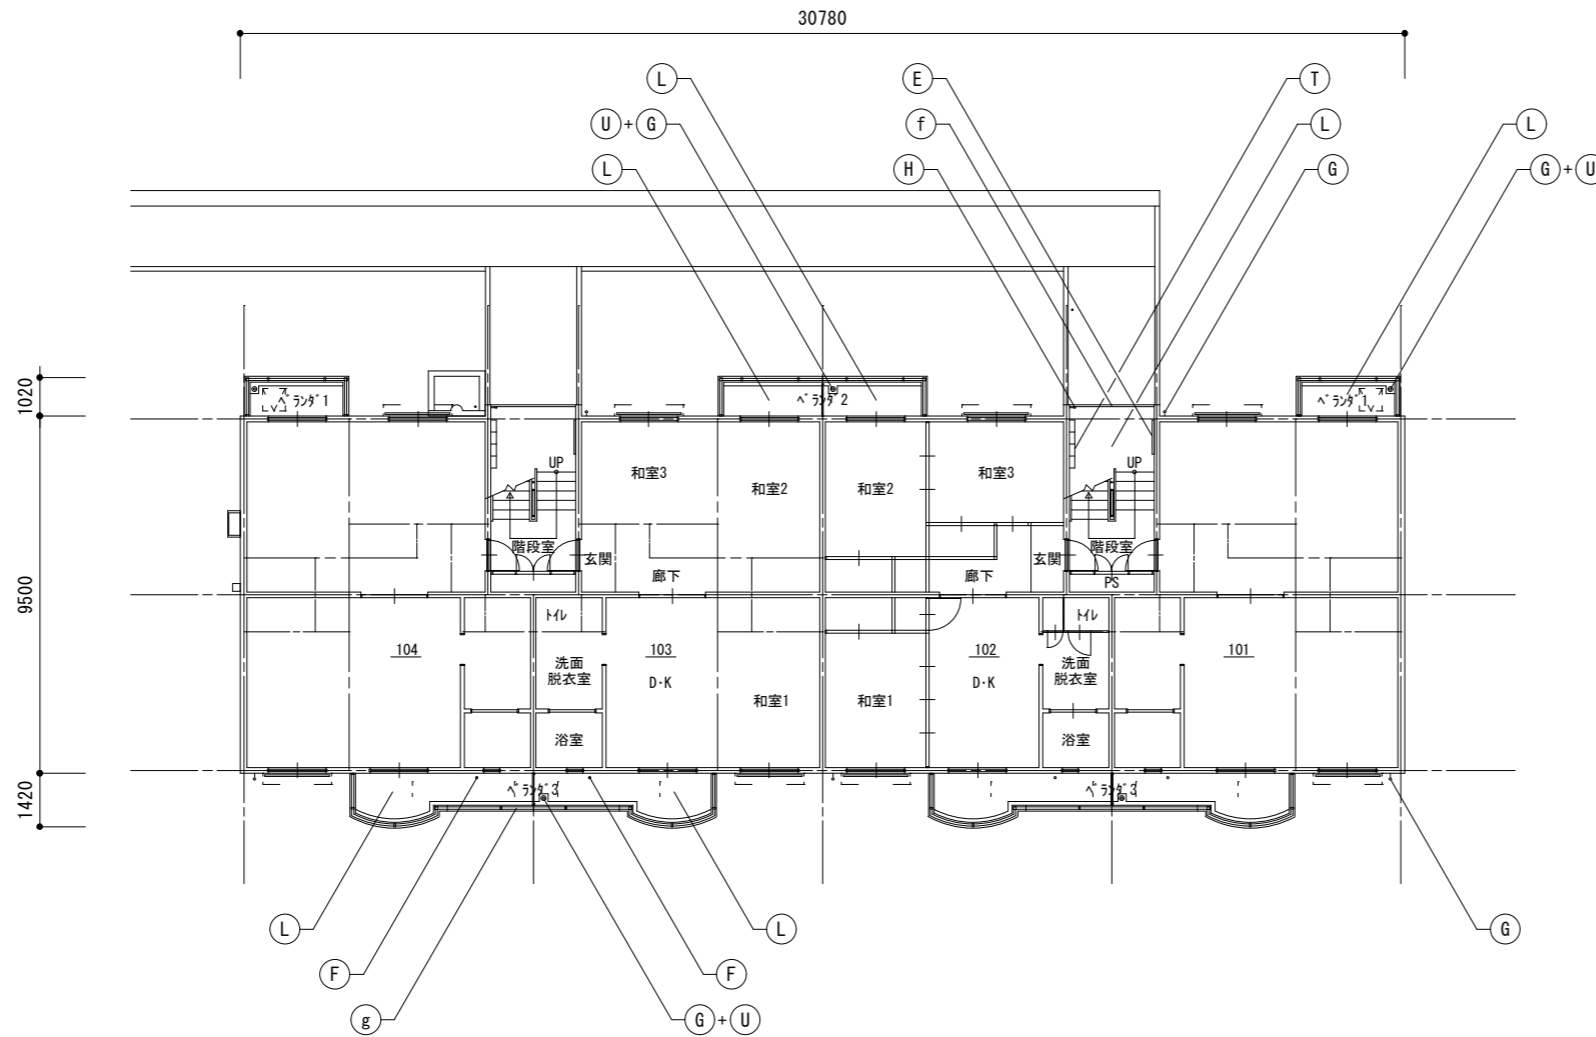 30780
L
E
T
U+G
f
L
L
L
H
G
G+U
1020
9500
1420
ベランダ1
ベランダ2
ベランダ1
UP
UP
和室3
和室2
和室2
和室3
階段室
玄関
廊下
廊下
玄関
階段室
PS
トイレ
トイレ
104
103
102
101
洗面
脱衣室
D・K
D・K
洗面
脱衣室
和室1
和室1
浴室
浴室
ベランダ3
ベランダ3
L
L
G
F
F
g
G+U